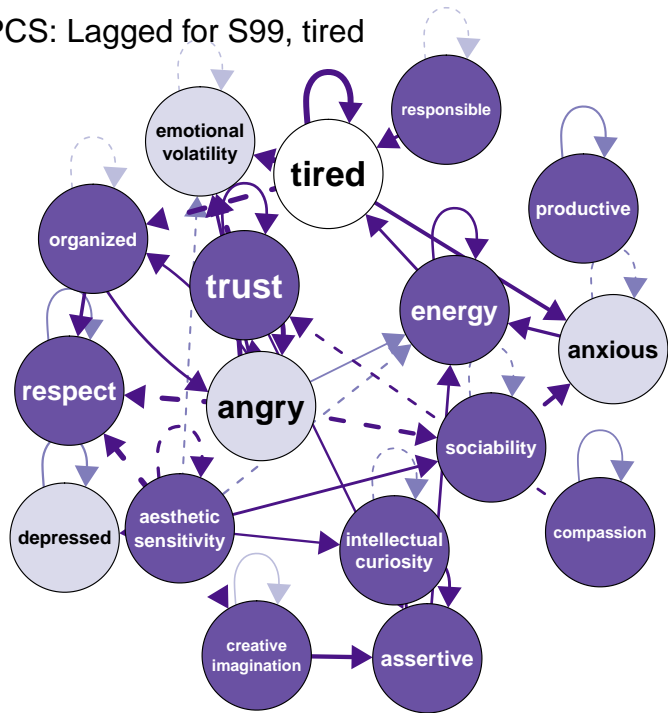 PCS: Lagged for S99, tired
responsible
emotional
volatility
tired
productive
organized
trust
energy
anxious
respect
angry
sociability
depressed
aesthetic
sensitivity
intellectual
curiosity
compassion
creative
imagination
assertive